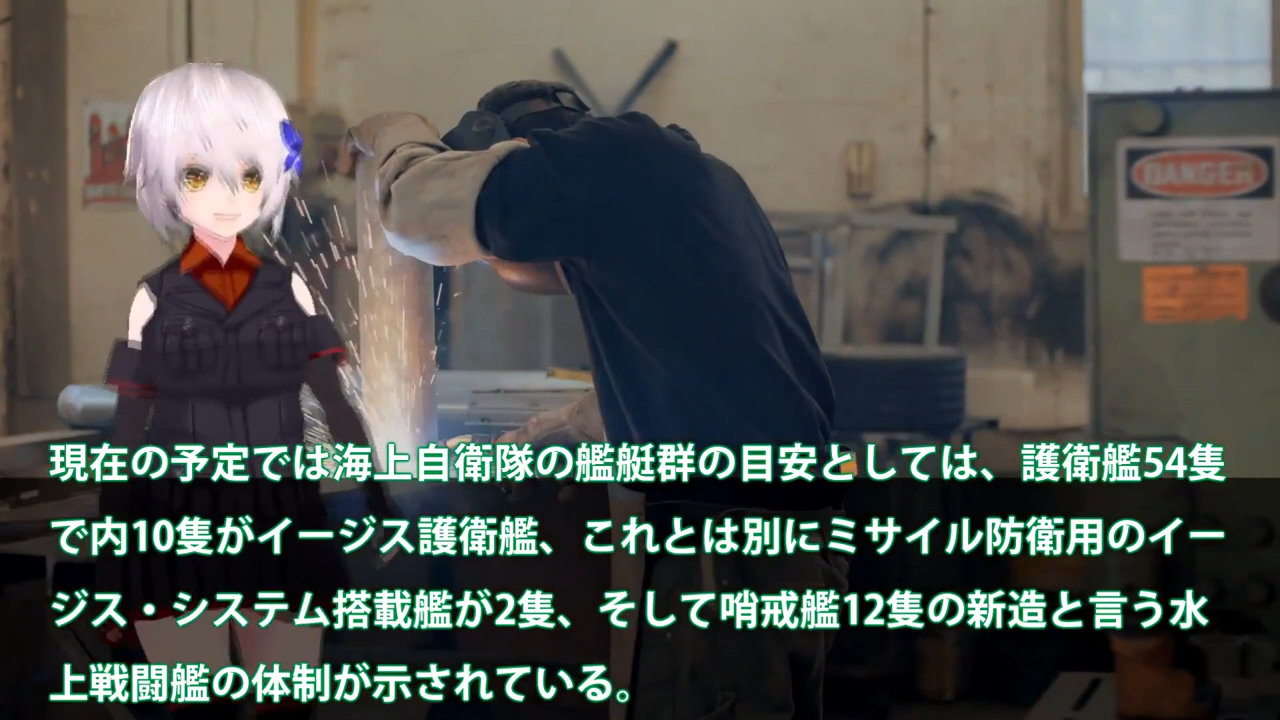 DANGER
現在の予定では海上自衛隊の艦艇群の目安としては、護衛艦54隻
で内10隻がイージス護衛艦、これとは別にミサイル防衛用のイー
ジス・システム搭載艦が2隻、そして哨戒艦12隻の新造と言う水
上戦闘艦の体制が示されている。